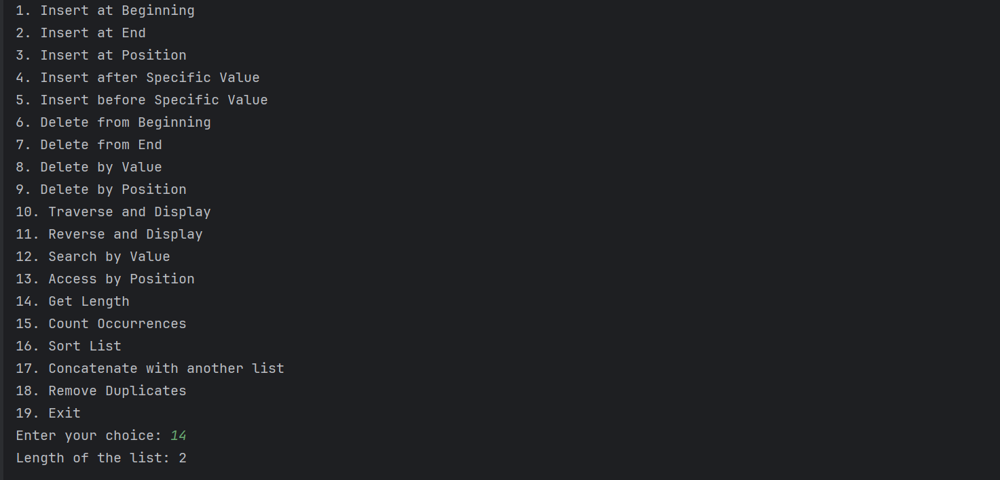 1. Insert at Beginning
2. Insert at End
3. Insert at Position
4. Insert after Specific Value
5. Insert before Specific Value
6. Delete from Beginning
7. Delete from End
8. Delete by Value
9. Delete by Position
10. Traverse and Display
11. Reverse and Display
12. Search by Value
13. Access by Position
14. Get Length
15. Count Occurrences
16. Sort List
17. Concatenate with another list
18. Remove Duplicates
19. Exit
Enter your choice: 14
Length of the list: 2